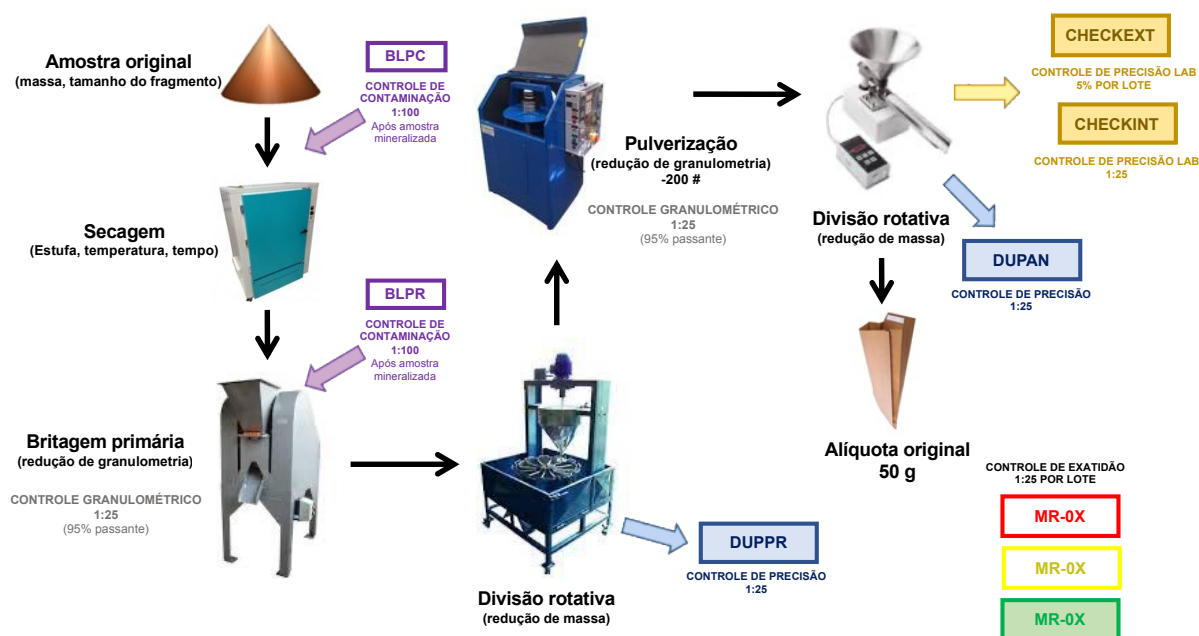 Amostra original
(massa, tamanho do fragmento)
BLPC
CONTROLE DE
CONTAMINAÇÃO
1:100
Após amostra
mineralizada
Secagem
(Estufa, temperatura, tempo)
BLPR
CONTROLE DE
CONTAMINAÇÃO
1:100
Após amostra
mineralizada
Britagem primária
(redução de granulometria)
CONTROLE GRANULOMÉTRICO
1:25
(95% passante)
Divisão rotativa
(redução de massa)
DUPPR
CONTROLE DE PRECISÃO
1:25
Pulverização
(redução de granulometria)
-200 #
CONTROLE GRANULOMÉTRICO
1:25
(95% passante)
Divisão rotativa
(redução de massa)
CHECKEXT
CONTROLE DE PRECISÃO LAB
5% POR LOTE
CHECKINT
CONTROLE DE PRECISÃO LAB
1:25
DUPAN
CONTROLE DE PRECISÃO
1:25
Alíquota original
50 g
CONTROLE DE EXATIDÃO
1:25 POR LOTE
MR-0X
MR-0X
MR-0X